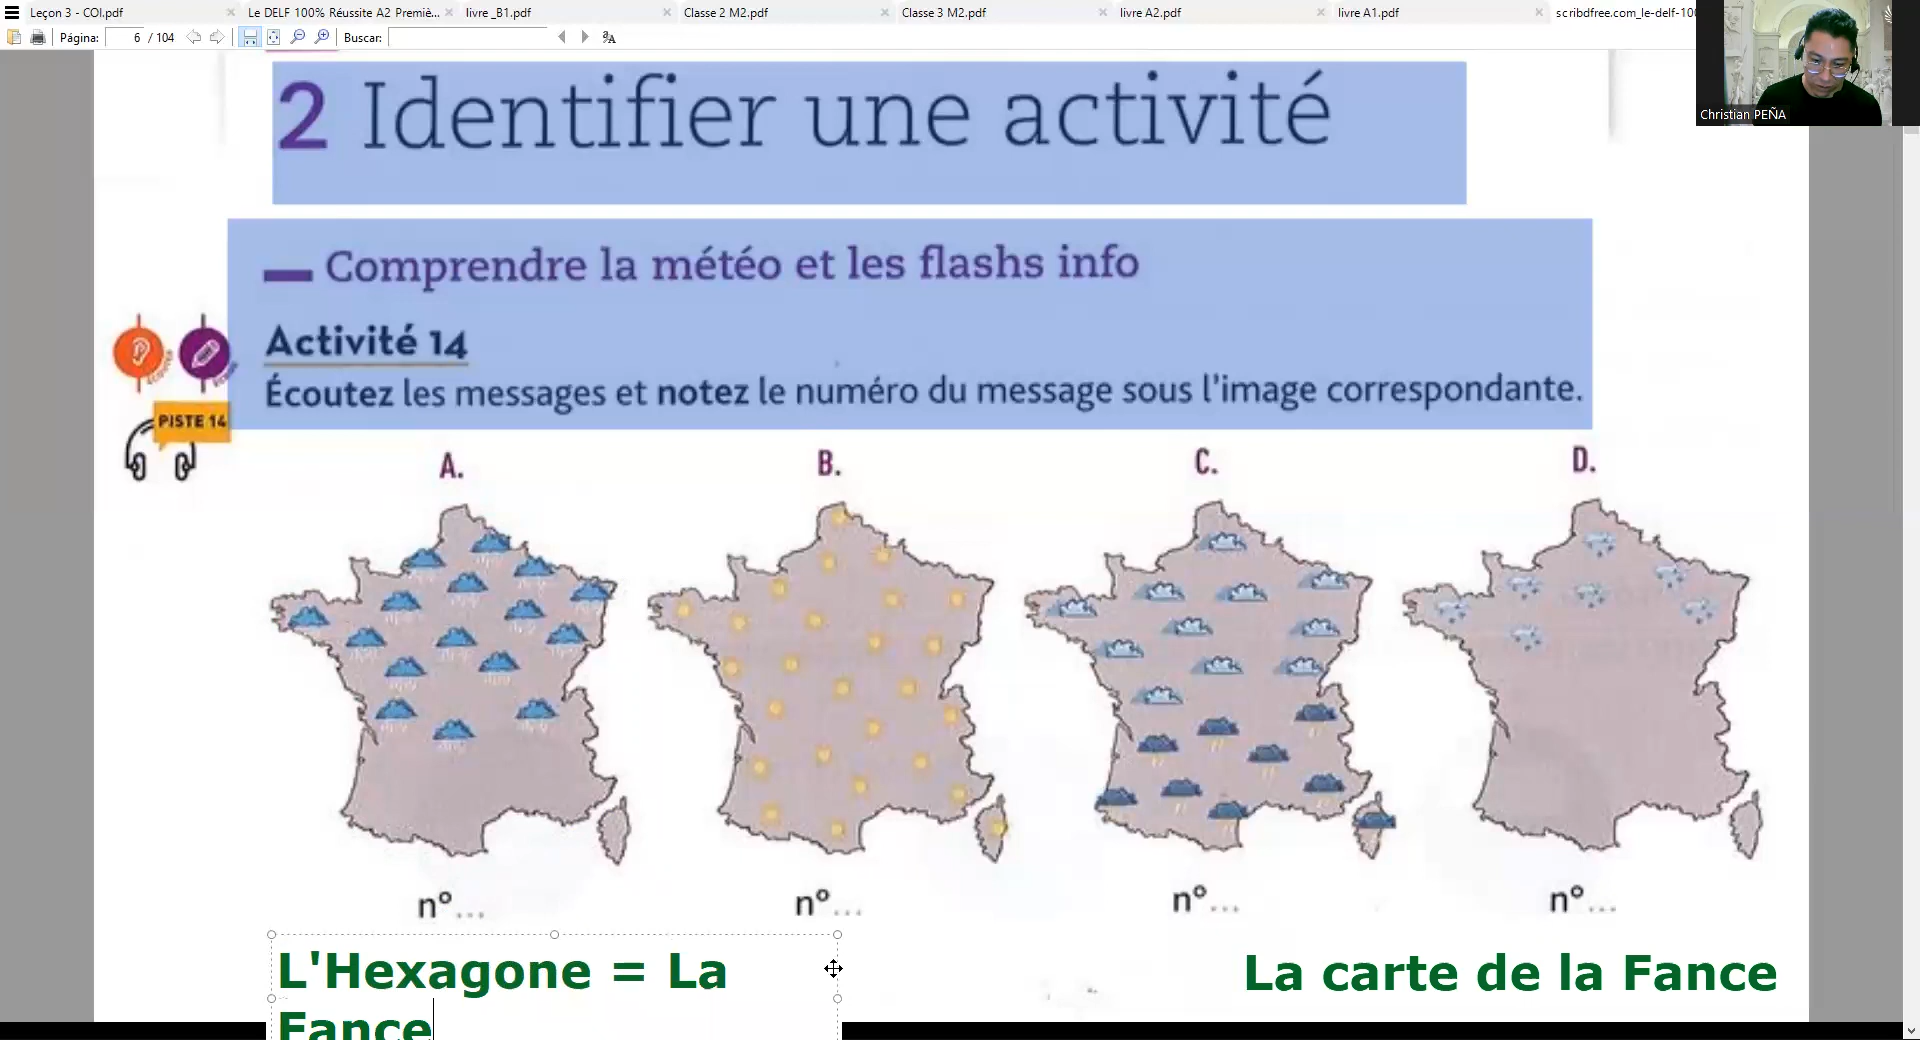 Leçon 3 - COI.pdf
Le DELF 100% Réussite A2 Premiè...
livre _B1.pdf
Classe 2 M2.pdf
Classe 3 M2.pdf
livre A2.pdf
livre A1.pdf
scribdfree.com_le-delf-100
Página: 6 / 104
Buscar:
Christian PEÑA
2 Identifier une activité
Comprendre la météo et les flashs info
Activité 14
Écoutez les messages et notez le numéro du message sous l'image correspondante.
PISTE 14
A. B. C. D.
n°... n°... n°... n°...
L'Hexagone = La
Fance
La carte de la Fance